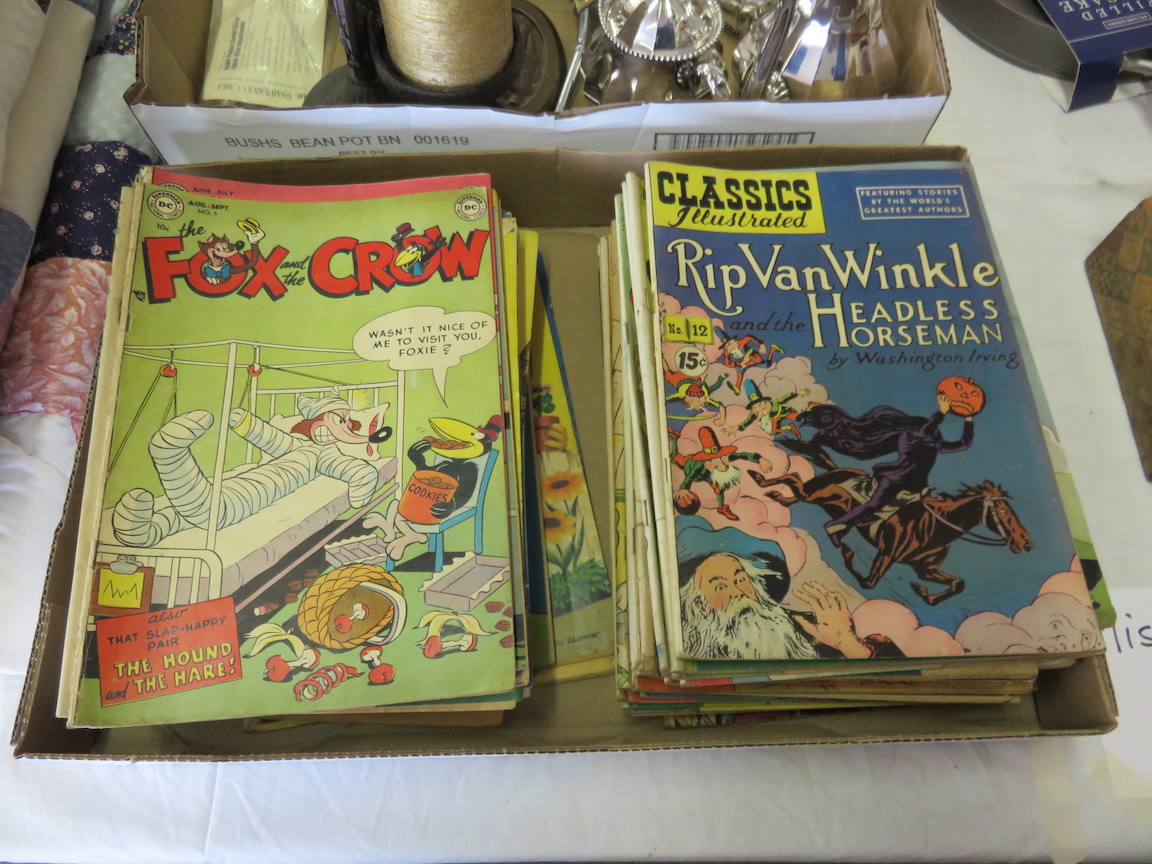 BUSHS BEAN POT BN 001619
BEST BY
JUNE-JULY
DC
AUG.-SEPT.
NO. 5
10¢
DC
the
FOX and the CROW
WASN'T IT NICE OF
ME TO VISIT YOU,
FOXIE?
COOKIES
also
THAT SLAP-HAPPY
PAIR
THE HOUND
and THE HARE!
CLOWN"
CLASSICS
Illustrated
FEATURING STORIES
BY THE WORLD'S
GREATEST AUTHORS
Rip Van Winkle
and the HEADLESS
HORSEMAN
by Washington Irving
No. 12
15¢